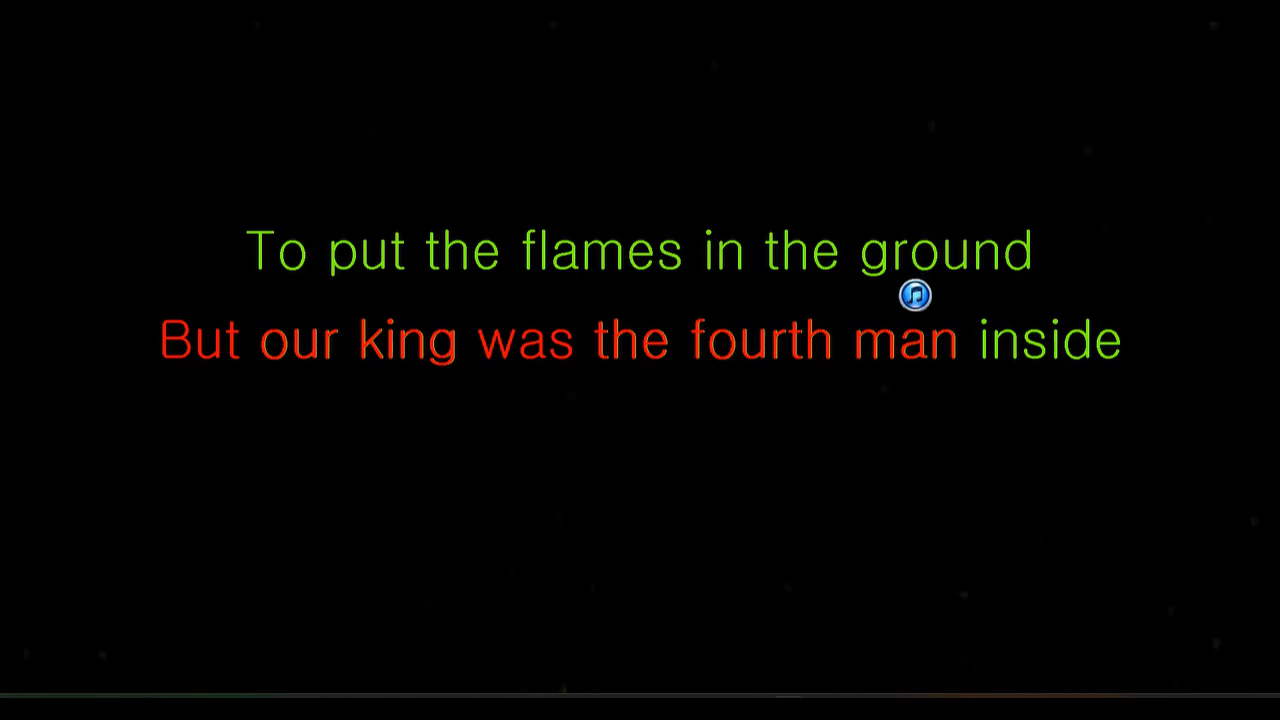 To put the flames in the ground
But our king was the fourth man inside